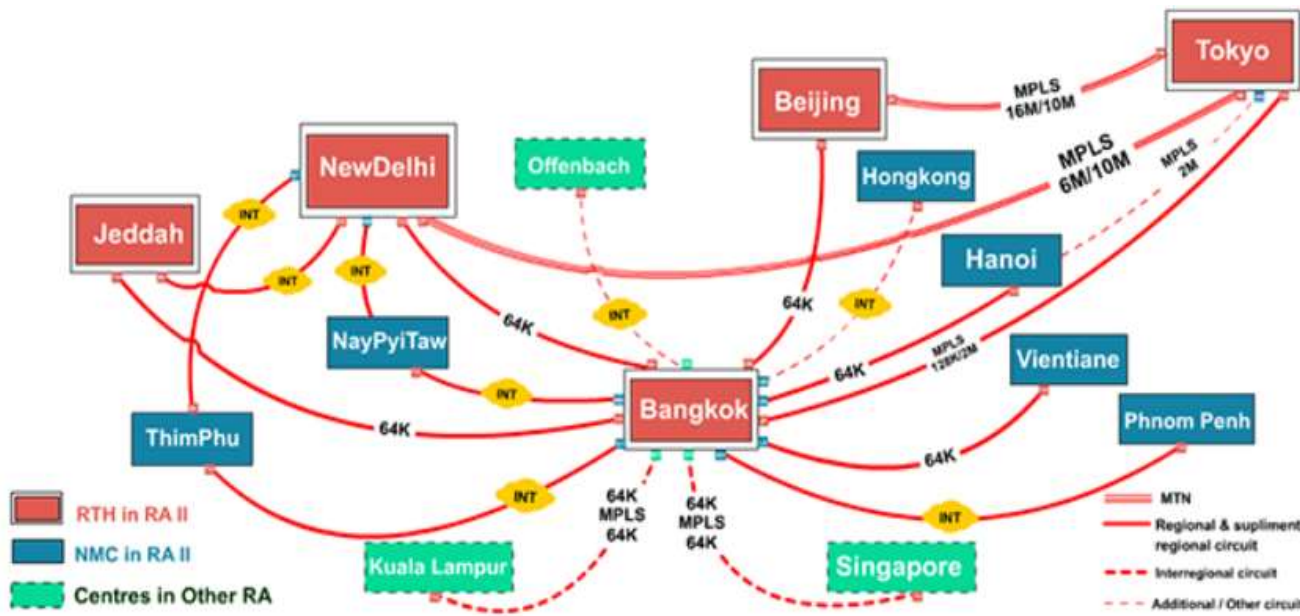 Tokyo
Beijing
MPLS
16M/10M
NewDelhi
Offenbach
Hongkong
MPLS
6M/10M
MPLS
2M
Jeddah
INT
INT
INT
Hanoi
64K
INT
INT
64K
NayPyiTaw
MPLS
128K/2M
Vientiane
64K
INT
Bangkok
ThimPhu
64K
Phnom Penh
64K
INT
INT
64K
MPLS
64K
64K
MPLS
64K
Kuala Lampur
Singapore
RTH in RA II
NMC in RA II
Centres in Other RA
MTN
Regional & supliment
regional circuit
Interregional circuit
Additional / Other circui